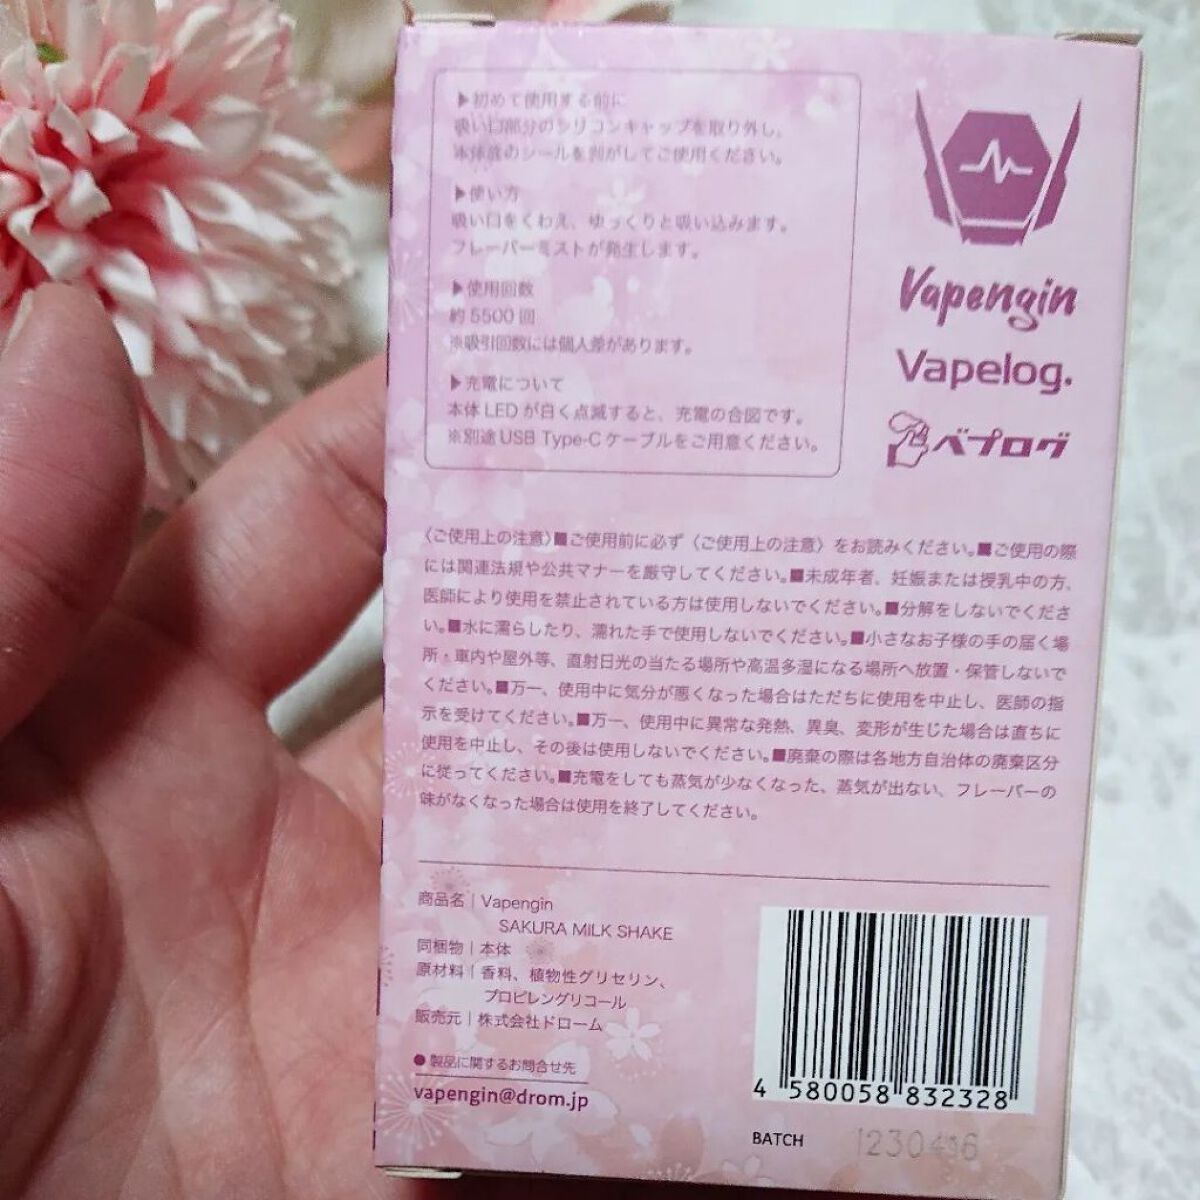 ▶初めて使用する前に
吸い口部分のシリコンキャップを取り外し、
本体底のシールを剥がしてご使用ください。
▶使い方
吸い口をくわえ、ゆっくりと吸い込みます。
フレーバーミストが発生します。
▶使用回数
約5500回
※吸引回数には個人差があります。
▶充電について
本体LEDが白く点滅すると、充電の合図です。
※別途USB Type-Cケーブルをご用意ください。
Vapengin
Vapelog.
ベプログ
〈ご使用上の注意〉■ご使用前に必ず〈ご使用上の注意〉をお読みください。■ご使用の際
には関連法規や公共マナーを厳守してください。■未成年者、妊娠または授乳中の方、
医師により使用を禁止されている方は使用しないでください。■分解をしないでくださ
い。■水に濡らしたり、濡れた手で使用しないでください。■小さなお子様の手の届く場
所・車内や屋外等、直射日光の当たる場所や高温多湿になる場所へ放置・保管しないで
ください。■万一、使用中に気分が悪くなった場合はただちに使用を中止し、医師の指
示を受けてください。■万一、使用中に異常な発熱、異臭、変形が生じた場合は直ちに
使用を中止し、その後は使用しないでください。■廃棄の際は各地方自治体の廃棄区分
に従ってください。■充電をしても蒸気が少なくなった、蒸気が出ない、フレーバーの
味がなくなった場合は使用を終了してください。
商品名｜Vapengin
SAKURA MILK SHAKE
同梱物｜本体
原材料｜香料、植物性グリセリン、
プロピレングリコール
販売元｜株式会社ドローム
●製品に関するお問合せ先
vapengin@drom.jp
4 580058 832328
BATCH